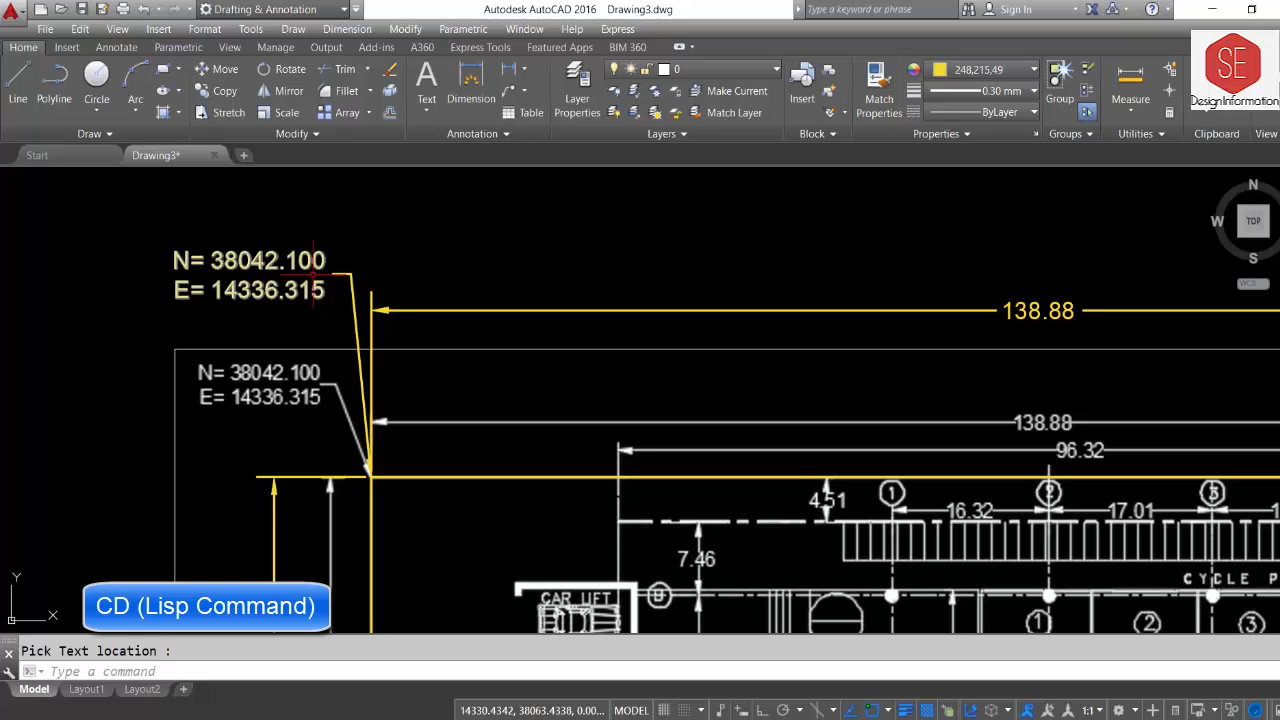 Drafting & Annotation
Autodesk AutoCAD 2016 Drawing3.dwg
Type a keyword or phrase
Sign In
File Edit View Insert Format Tools Draw Dimension Modify Parametric Window Help Express
Home Insert Annotate Parametric View Manage Output Add-ins A360 Express Tools Featured Apps BIM 360
Line Polyline Circle Arc
Draw
Move Rotate Trim
Copy Mirror Fillet
Stretch Scale Array
Modify
Text Dimension Table
Annotation
Layer Properties
0
Make Current
Match Layer
Layers
Insert
Block
Match Properties
248,215,49
0.30 mm
ByLayer
Properties
Group
Groups
Measure
Utilities
SE
DesignInformation
Clipboard
View
Start Drawing3*
N
W TOP
S
WCS
N= 38042.100
E= 14336.315
138.88
N= 38042.100
E= 14336.315
138.88
96.32
4.51
1 2 3
16.32 17.01 1
7.46
CYCLE P
CAR LIFT
B
1 2 3
Y
X
CD (Lisp Command)
Pick Text location :
Type a command
Model Layout1 Layout2
14330.4342, 38063.4338, 0.00... MODEL
1:1